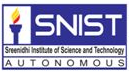 SNIST
Sreenidhi Institute of Science and Technology
AUTONOMOUS